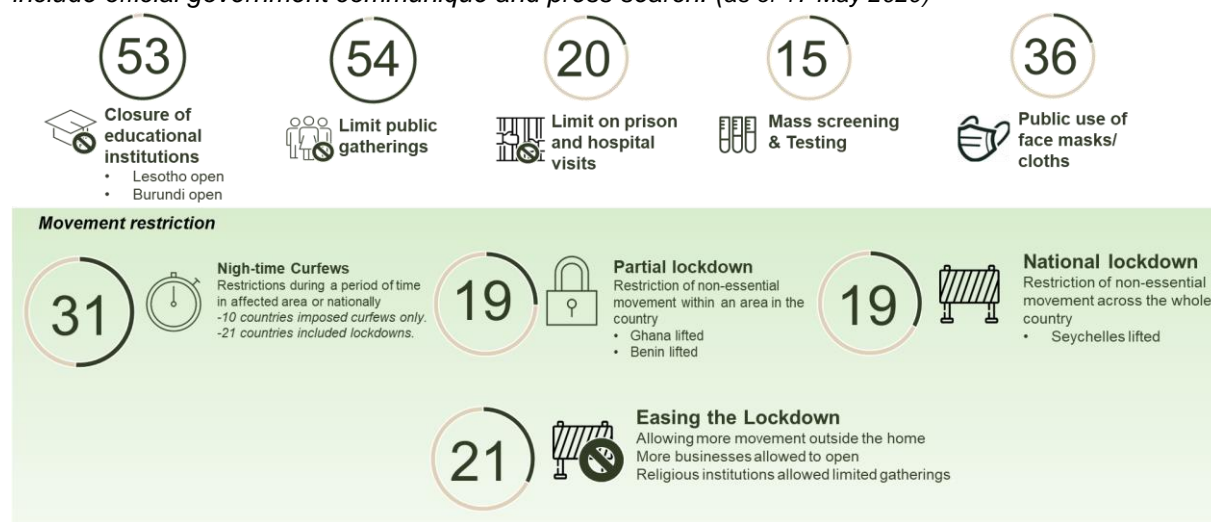 include official government communique and press search. (as of 17 May 2020)
53
Closure of
educational
institutions
• Lesotho open
• Burundi open
54
Limit public
gatherings
20
Limit on prison
and hospital
visits
15
Mass screening
& Testing
36
Public use of
face masks/
cloths
Movement restriction
31
Nigh-time Curfews
Restrictions during a period of time
in affected area or nationally
-10 countries imposed curfews only.
-21 countries included lockdowns.
19
Partial lockdown
Restriction of non-essential
movement within an area in the
country
• Ghana lifted
• Benin lifted
19
National lockdown
Restriction of non-essential
movement across the whole
country
• Seychelles lifted
21
Easing the Lockdown
Allowing more movement outside the home
More businesses allowed to open
Religious institutions allowed limited gatherings